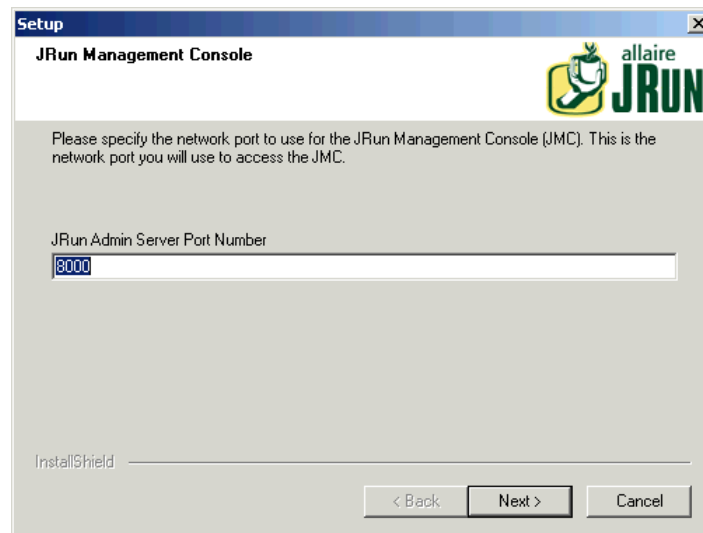 Setup
JRun Management Console
allaire
JRUN
Please specify the network port to use for the JRun Management Console (JMC). This is the
network port you will use to access the JMC.
JRun Admin Server Port Number
8000
InstallShield
< Back
Next >
Cancel